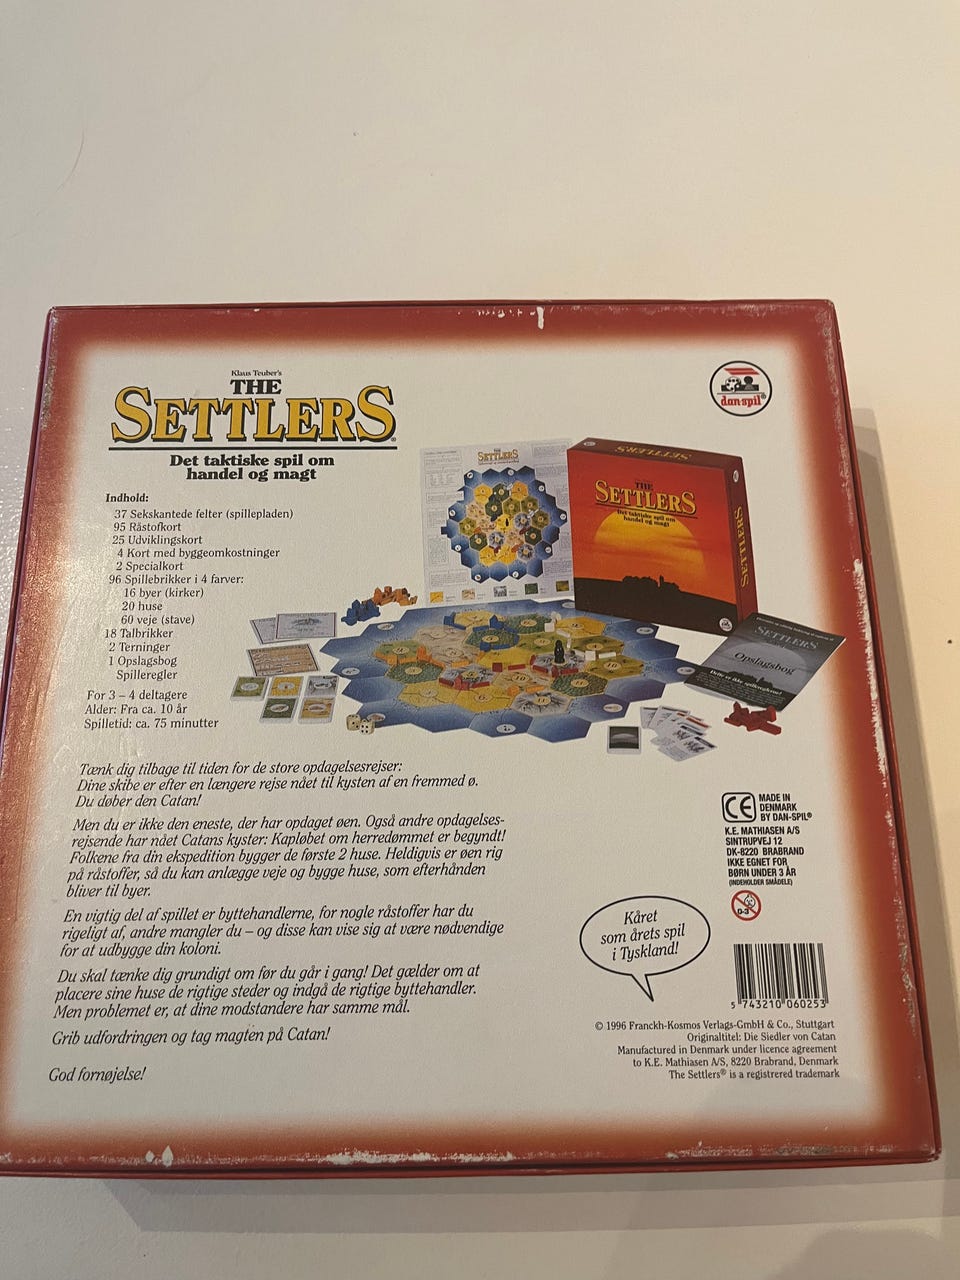 Klaus Teuber's
THE
SETTLERS®
Det taktiske spil om
handel og magt
dan-spil®
Indhold:
37 Sekskantede felter (spillepladen)
95 Råstofkort
25 Udviklingskort
4 Kort med byggeomkostninger
2 Specialkort
96 Spillebrikker i 4 farver:
16 byer (kirker)
20 huse
60 veje (stave)
18 Talbrikker
2 Terninger
1 Opslagsbog
Spilleregler
For 3 – 4 deltagere
Alder: Fra ca. 10 år
Spilletid: ca. 75 minutter
THE
SETTLERS
SETTLERS
THE
SETTLERS
Det taktiske spil om
handel og magt
SETTLERS
SETTLERS
Opslagsbog
Tænk dig tilbage til tiden for de store opdagelsesrejser:
Dine skibe er efter en længere rejse nået til kysten af en fremmed ø.
Du døber den Catan!
Men du er ikke den eneste, der har opdaget øen. Også andre opdagelses-
rejsende har nået Catans kyster: Kapløbet om herredømmet er begyndt!
Folkene fra din ekspedition bygger de første 2 huse. Heldigvis er øen rig
på råstoffer, så du kan anlægge veje og bygge huse, som efterhånden
bliver til byer.
En vigtig del af spillet er byttehandlerne, for nogle råstoffer har du
rigeligt af, andre mangler du – og disse kan vise sig at være nødvendige
for at udbygge din koloni.
Du skal tænke dig grundigt om før du går i gang! Det gælder om at
placere sine huse de rigtige steder og indgå de rigtige byttehandler.
Men problemet er, at dine modstandere har samme mål.
Grib udfordringen og tag magten på Catan!
God fornøjelse!
CE
MADE IN
DENMARK
BY DAN-SPIL®
K.E. MATHIASEN A/S
SINTRUPVEJ 12
DK-8220 BRABRAND
IKKE EGNET FOR
BØRN UNDER 3 ÅR
(INDEHOLDER SMÅDELE)
0-3
Kåret
som årets spil
i Tyskland!
5 743210 060253
© 1996 Franckh-Kosmos Verlags-GmbH & Co., Stuttgart
Originaltitel: Die Siedler von Catan
Manufactured in Denmark under licence agreement
to K.E. Mathiasen A/S, 8220 Brabrand, Denmark
The Settlers® is a registrered trademark